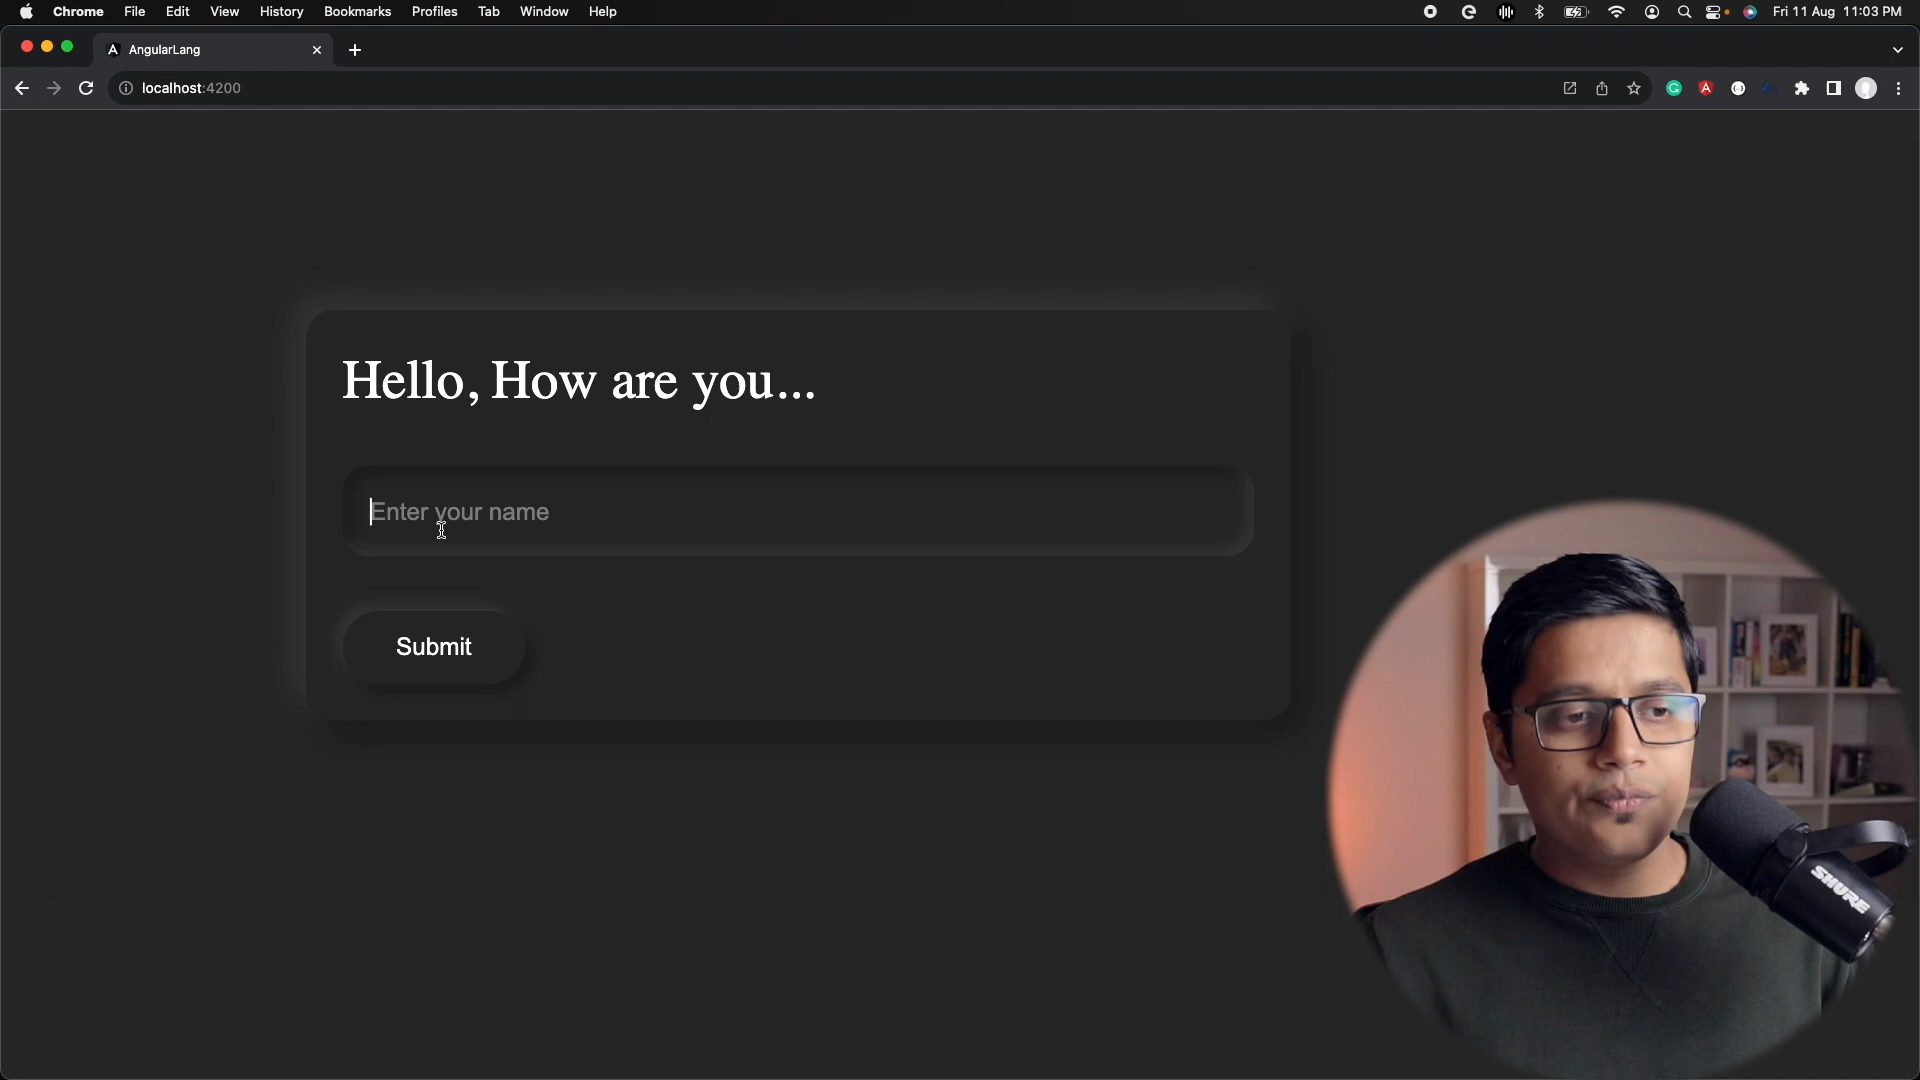 Chrome File Edit View History Bookmarks Profiles Tab Window Help Fri 11 Aug 11:03 PM
AngularLang
localhost:4200
Hello, How are you...
Enter your name
Submit
SHURE